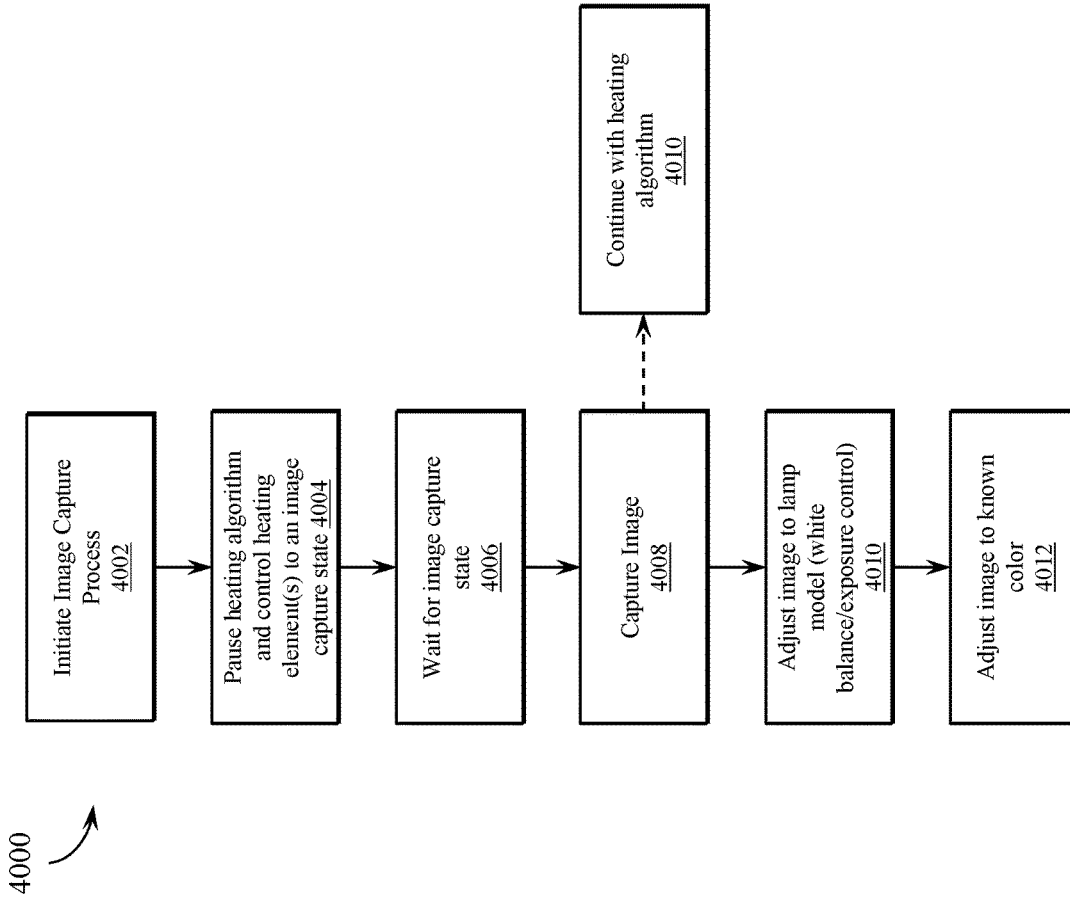 4000
Initiate Image Capture
Process
4002
Pause heating algorithm
and control heating
element(s) to an image
capture state 4004
Wait for image capture
state
4006
Capture Image
4008
Continue with heating
algorithm
4010
Adjust image to lamp
model (white
balance/exposure control)
4010
Adjust image to known
color
4012